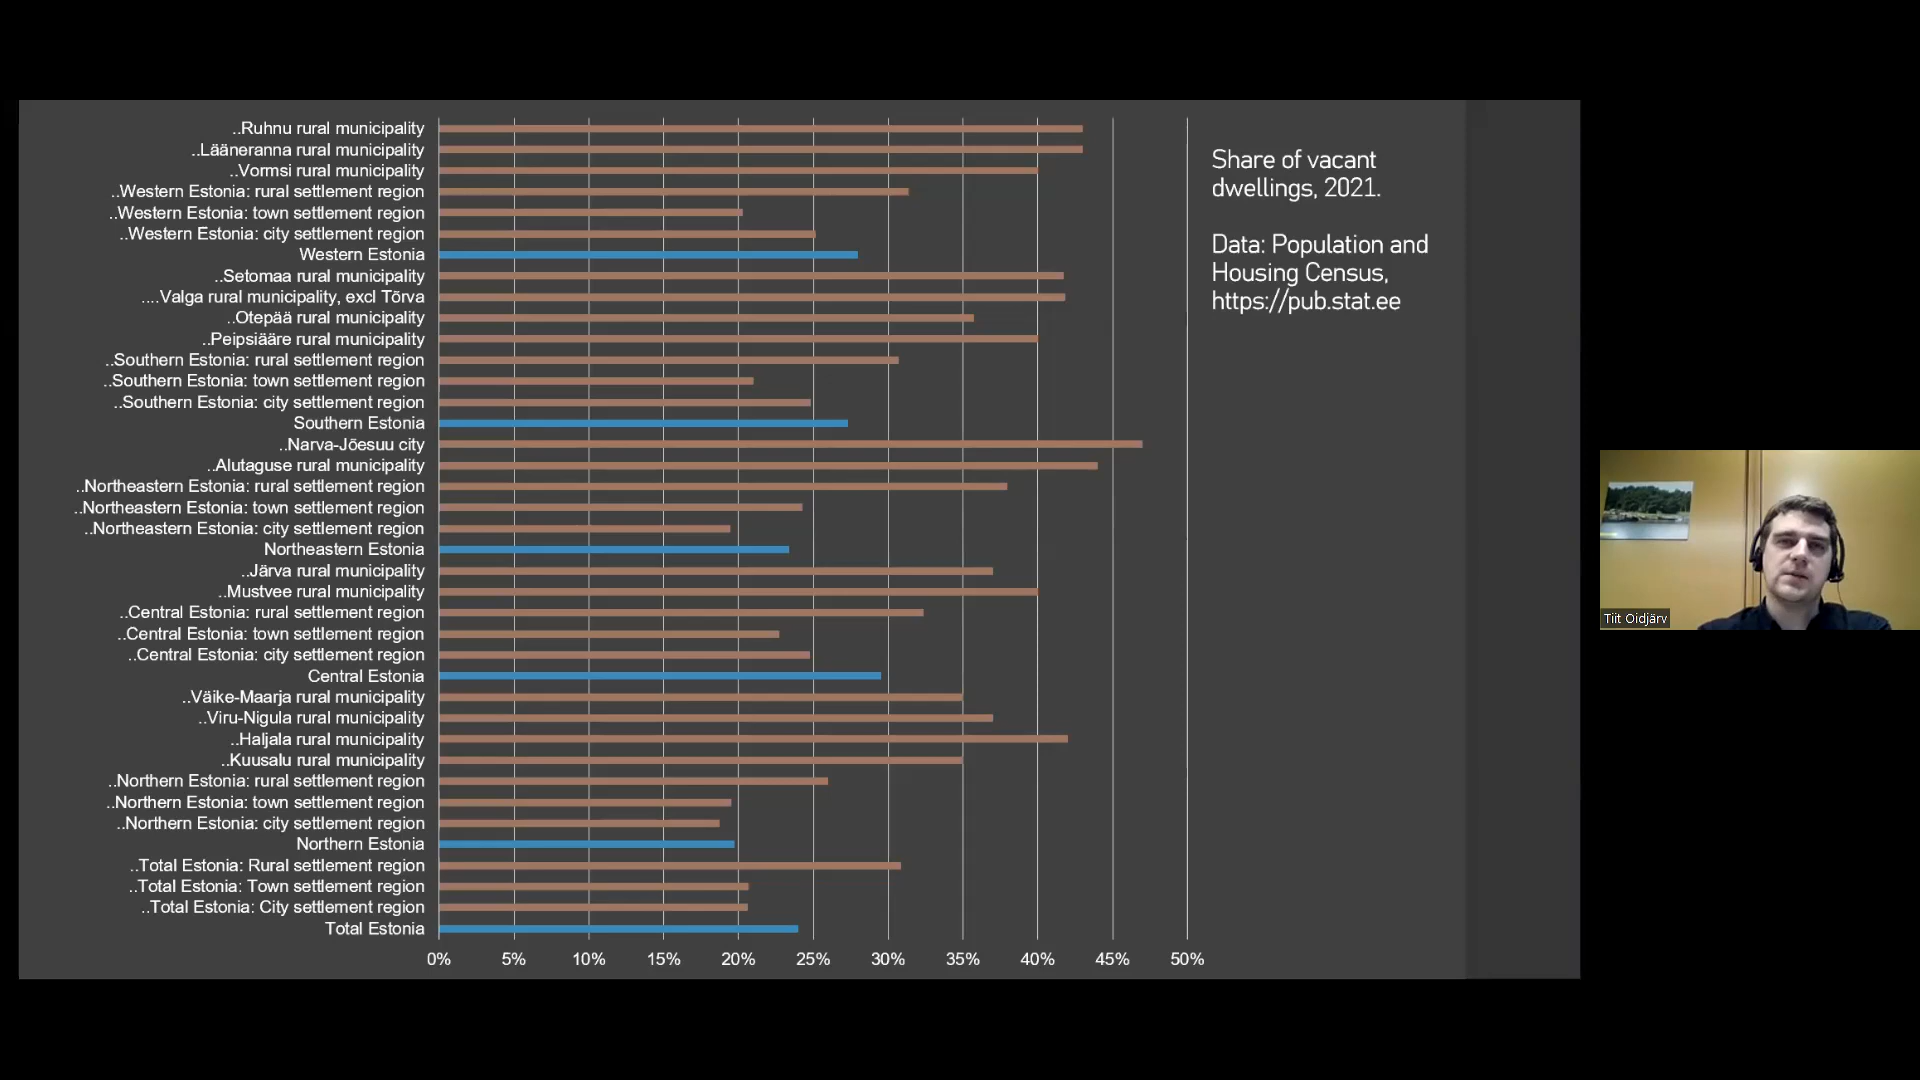 ..Ruhnu rural municipality
..Lääneranna rural municipality
..Vormsi rural municipality
..Western Estonia: rural settlement region
..Western Estonia: town settlement region
..Western Estonia: city settlement region
Western Estonia
..Setomaa rural municipality
....Valga rural municipality, excl Tõrva
..Otepää rural municipality
..Peipsiääre rural municipality
..Southern Estonia: rural settlement region
..Southern Estonia: town settlement region
..Southern Estonia: city settlement region
Southern Estonia
..Narva-Jõesuu city
..Alutaguse rural municipality
..Northeastern Estonia: rural settlement region
..Northeastern Estonia: town settlement region
..Northeastern Estonia: city settlement region
Northeastern Estonia
..Järva rural municipality
..Mustvee rural municipality
..Central Estonia: rural settlement region
..Central Estonia: town settlement region
..Central Estonia: city settlement region
Central Estonia
..Väike-Maarja rural municipality
..Viru-Nigula rural municipality
..Haljala rural municipality
..Kuusalu rural municipality
..Northern Estonia: rural settlement region
..Northern Estonia: town settlement region
..Northern Estonia: city settlement region
Northern Estonia
..Total Estonia: Rural settlement region
..Total Estonia: Town settlement region
..Total Estonia: City settlement region
Total Estonia
0% 5% 10% 15% 20% 25% 30% 35% 40% 45% 50%
Share of vacant
dwellings, 2021.
Data: Population and
Housing Census,
https://pub.stat.ee
Tiit Oidjärv